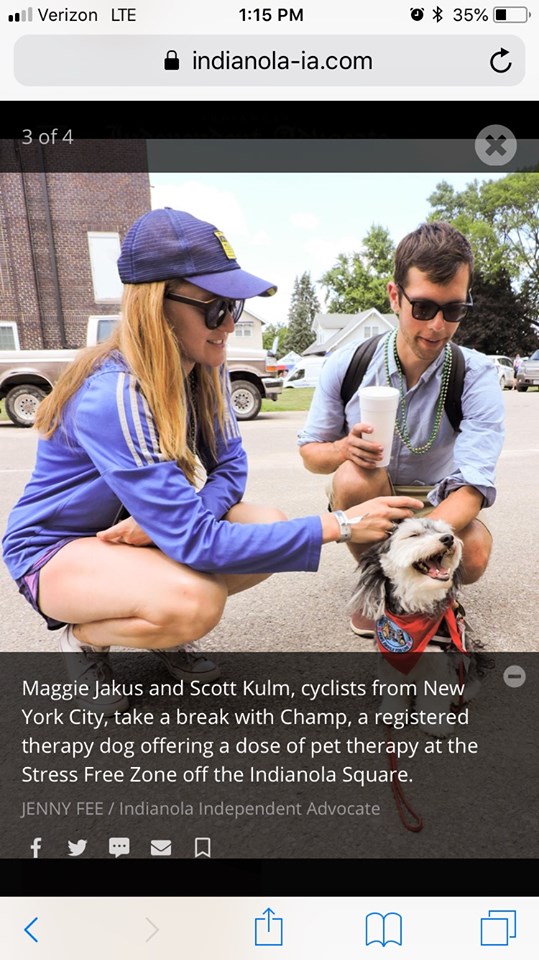 Verizon LTE 1:15 PM 35%
indianola-ia.com
3 of 4
Maggie Jakus and Scott Kulm, cyclists from New
York City, take a break with Champ, a registered
therapy dog offering a dose of pet therapy at the
Stress Free Zone off the Indianola Square.
JENNY FEE / Indianola Independent Advocate